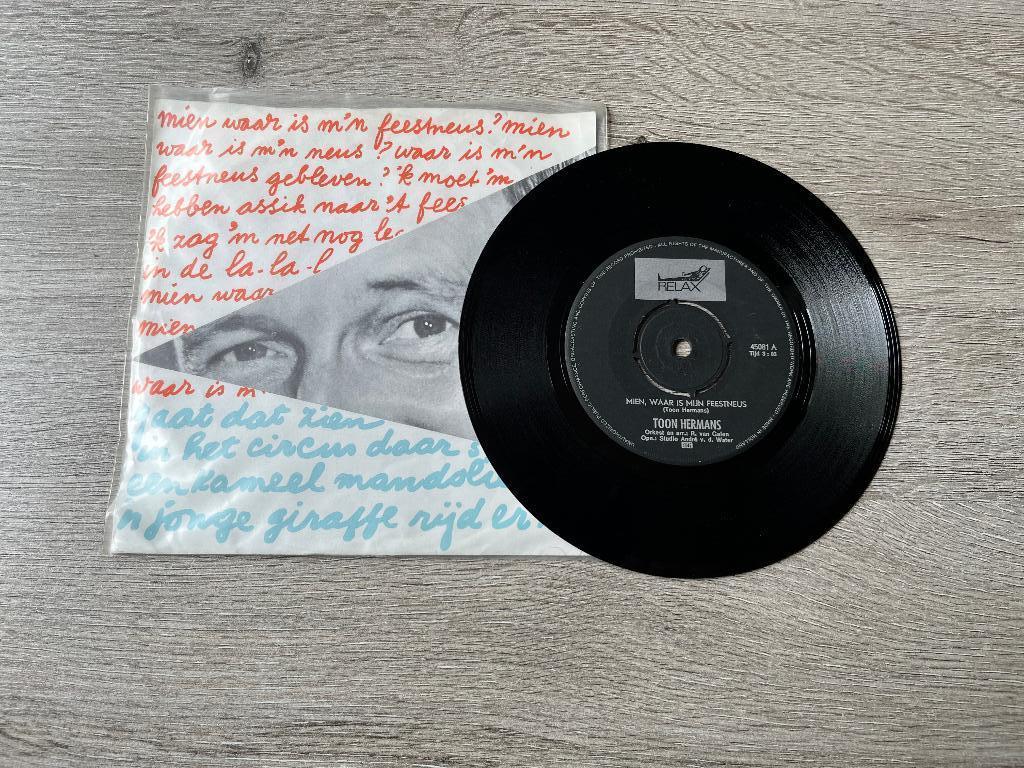 mien waar is m'n feestneus? mien
waar is m'n neus? waar is m'n
feestneus gebleven? 'k moet 'm
hebben assik naar 't fees
'k zag 'm net nog le
in de la-la-l
mien waar
mien
waar is m'
gaat dat zien
in het circus daar s
een kameel mandoli
n jonge giraffe rijd er
RELAX
45081 A
Tijd 3:03
MIEN, WAAR IS MIJN FEESTNEUS
(Toon Hermans)
TOON HERMANS
Orkest en arr.: R. van Galen
Opn.: Studio André v. d. Water